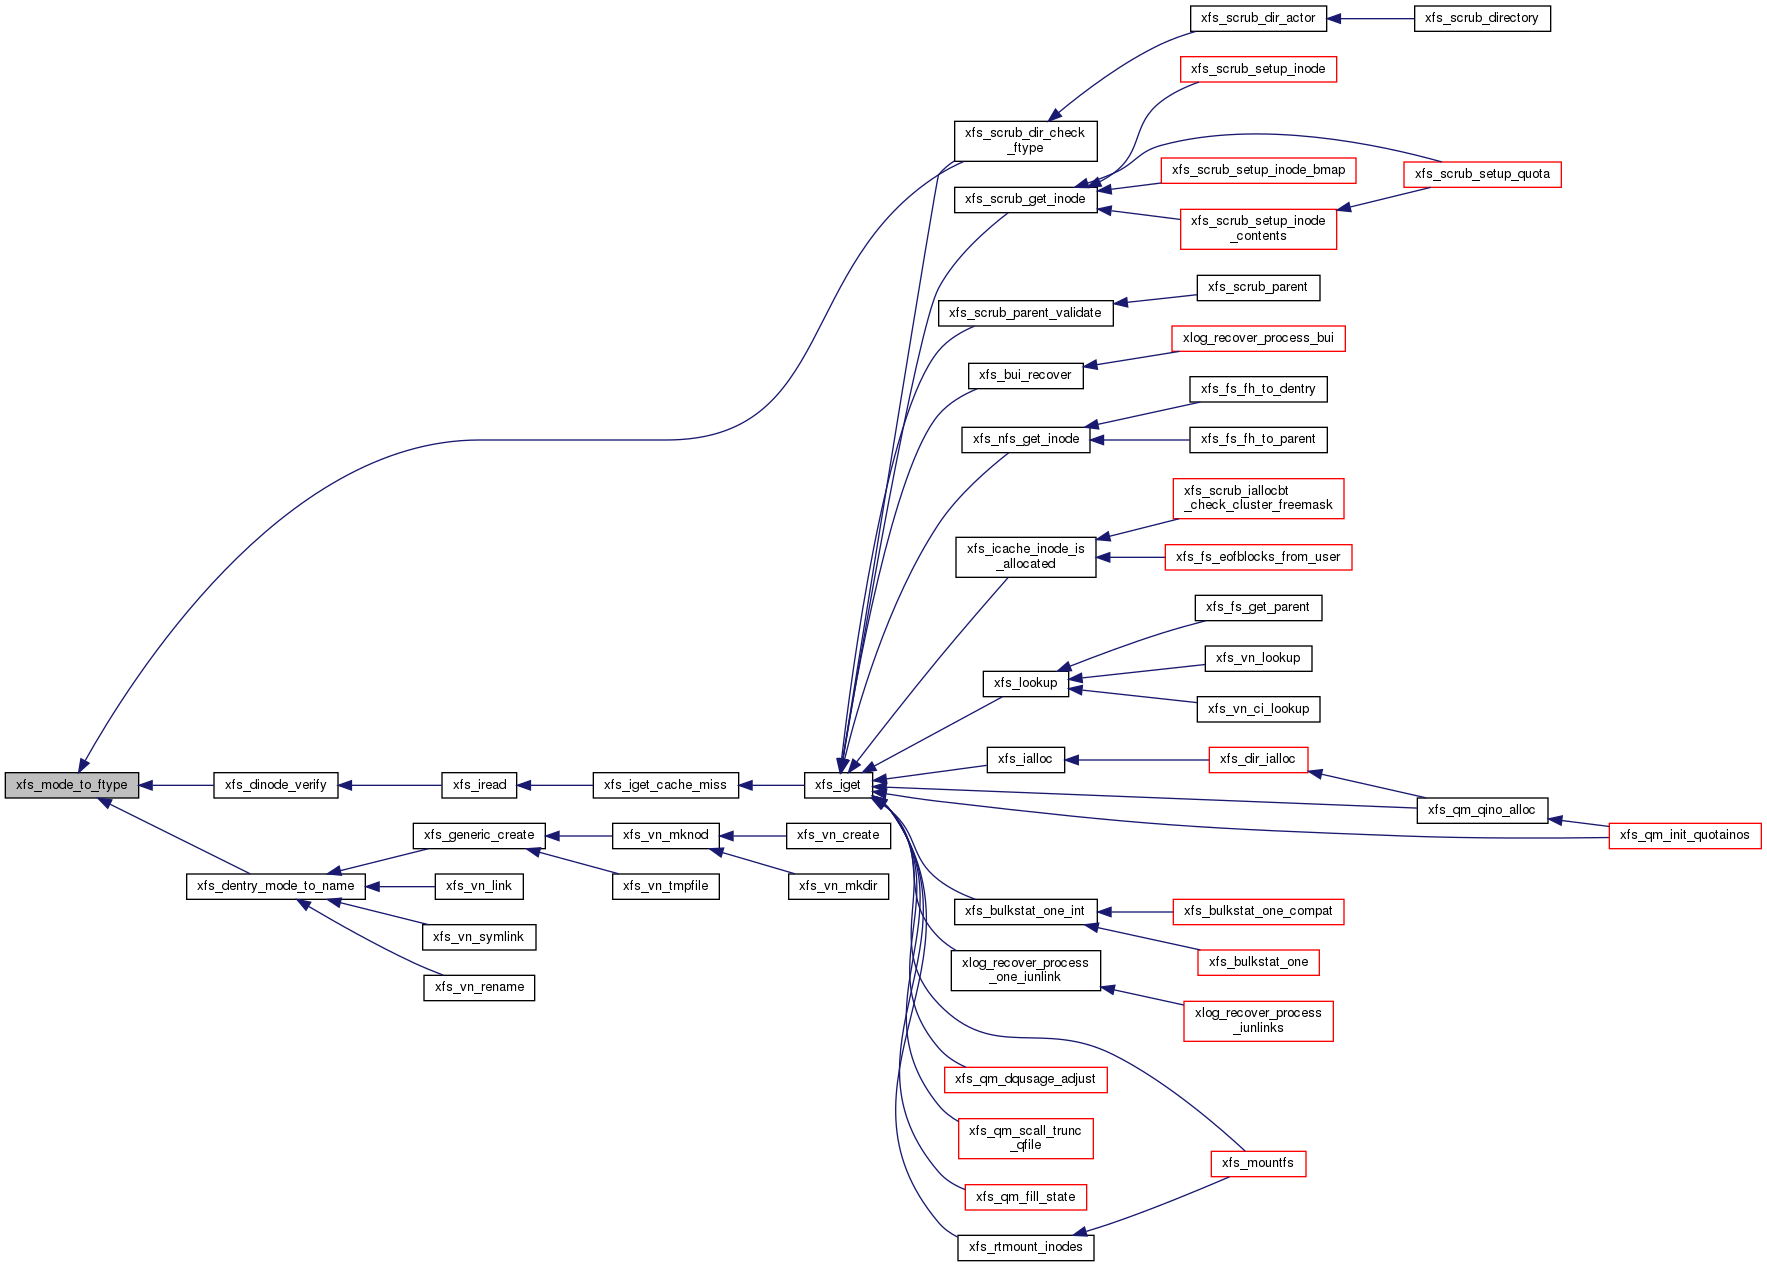 xfs_scrub_dir_actor
xfs_scrub_directory
xfs_scrub_setup_inode
xfs_scrub_dir_check
_ftype
xfs_scrub_setup_inode_bmap
xfs_scrub_setup_quota
xfs_scrub_get_inode
xfs_scrub_setup_inode
_contents
xfs_scrub_parent
xfs_scrub_parent_validate
xlog_recover_process_bui
xfs_bui_recover
xfs_fs_fh_to_dentry
xfs_nfs_get_inode
xfs_fs_fh_to_parent
xfs_scrub_iallocbt
_check_cluster_freemask
xfs_icache_inode_is
_allocated
xfs_fs_eofblocks_from_user
xfs_fs_get_parent
xfs_vn_lookup
xfs_lookup
xfs_vn_ci_lookup
xfs_ialloc
xfs_dir_ialloc
xfs_mode_to_ftype
xfs_dinode_verify
xfs_iread
xfs_iget_cache_miss
xfs_iget
xfs_qm_qino_alloc
xfs_qm_init_quotainos
xfs_generic_create
xfs_vn_mknod
xfs_vn_create
xfs_dentry_mode_to_name
xfs_vn_link
xfs_vn_tmpfile
xfs_vn_mkdir
xfs_bulkstat_one_int
xfs_bulkstat_one_compat
xfs_vn_symlink
xfs_bulkstat_one
xlog_recover_process
_one_iunlink
xfs_vn_rename
xlog_recover_process
_iunlinks
xfs_qm_dqusage_adjust
xfs_qm_scall_trunc
_qfile
xfs_mountfs
xfs_qm_fill_state
xfs_rtmount_inodes